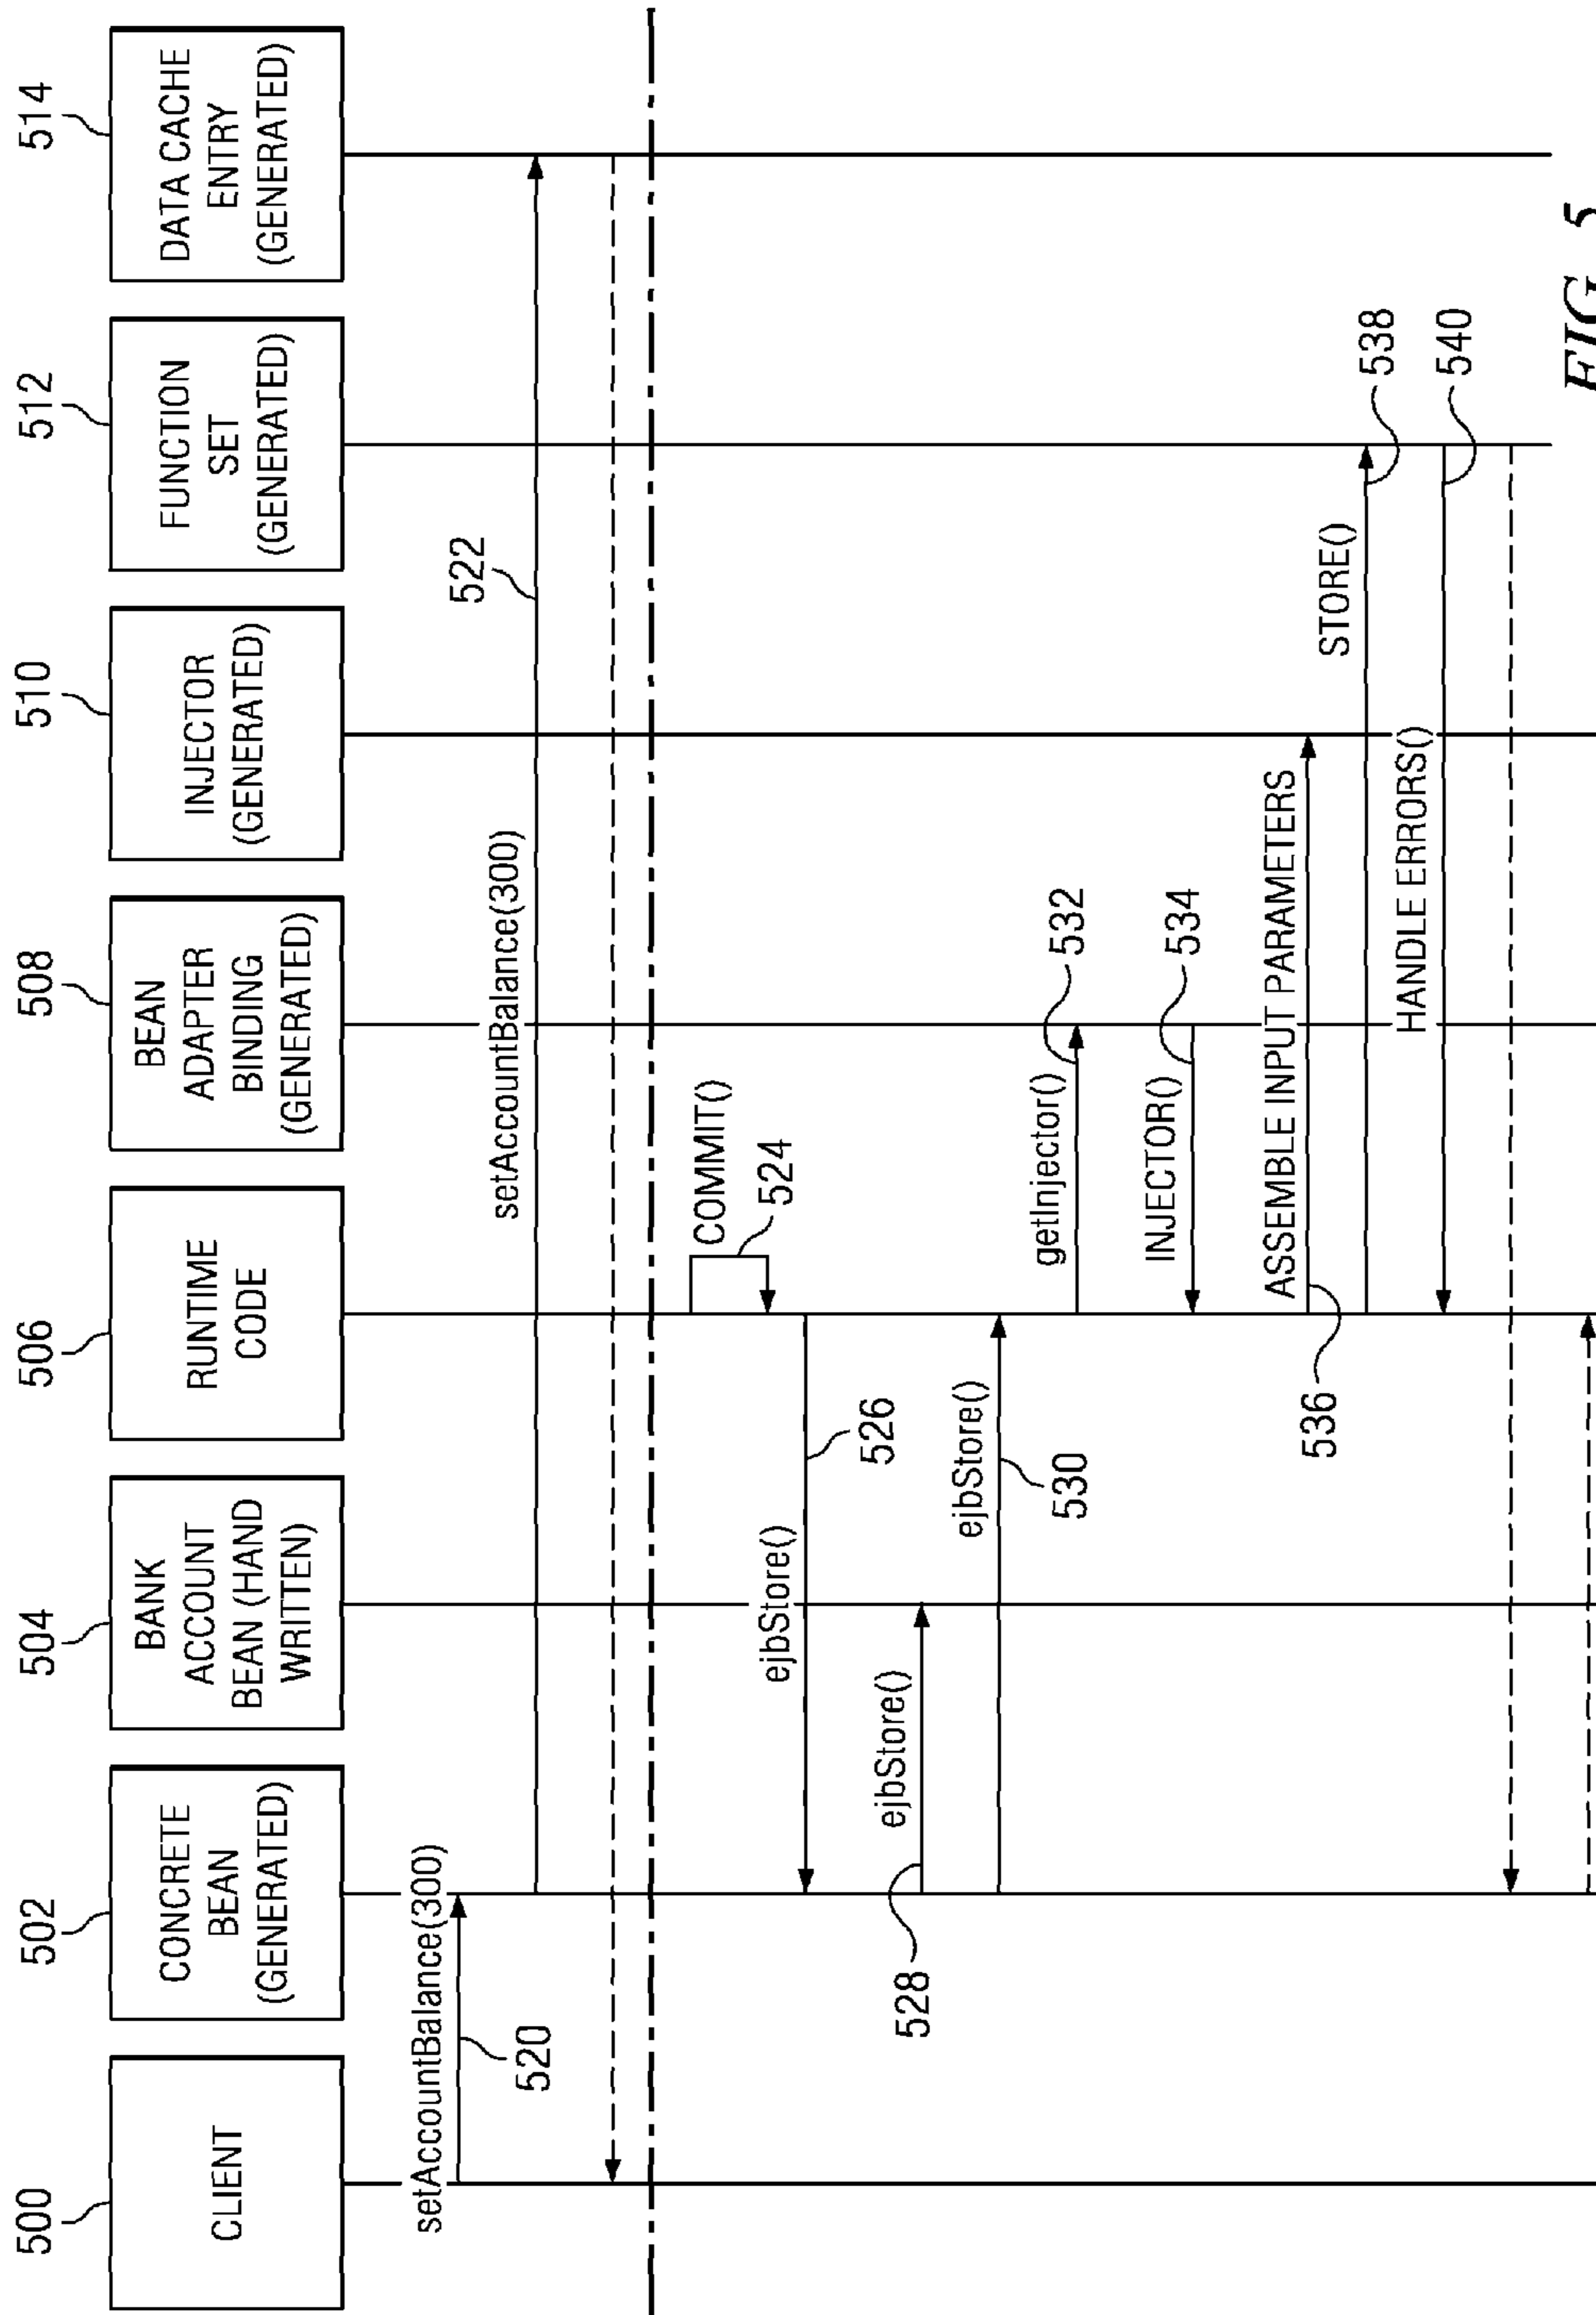 500
502
504
506
508
510
512
514
CLIENT
CONCRETE
BEAN
(GENERATED)
BANK
ACCOUNT
BEAN (HAND
WRITTEN)
RUNTIME
CODE
BEAN
ADAPTER
BINDING
(GENERATED)
INJECTOR
(GENERATED)
FUNCTION
SET
(GENERATED)
DATA CACHE
ENTRY
(GENERATED)
setAccountBalance(300)
520
522
setAccountBalance(300)
COMMIT()
524
ejbStore()
526
ejbStore()
528
ejbStore()
530
getInjector()
532
INJECTOR()
534
ASSEMBLE INPUT PARAMETERS
536
STORE()
538
HANDLE ERRORS()
540
FIG. 5